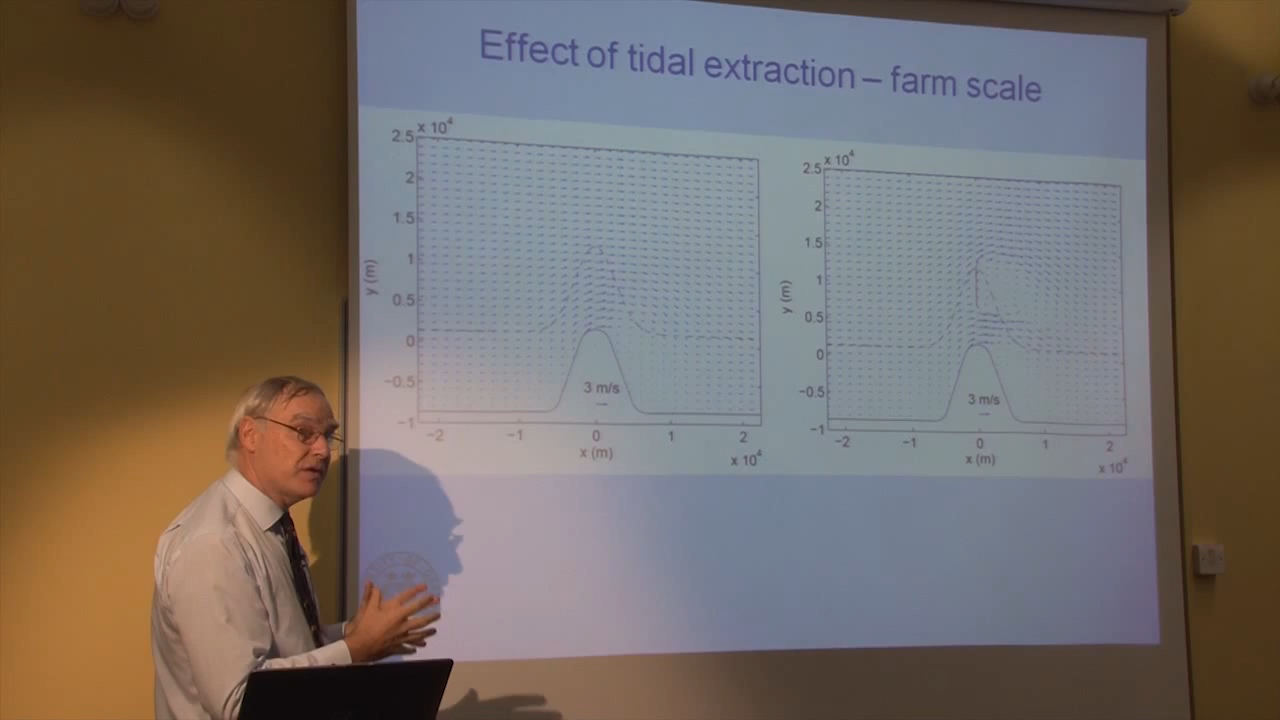 Effect of tidal extraction – farm scale
x 10⁴
2.5
2
1.5
1
0.5
0
−0.5
−1
y (m)
3 m/s
−2 −1 0 1 2
x (m)
x 10⁴
x 10⁴
2.5
2
1.5
1
0.5
0
−0.5
−1
y (m)
3 m/s
−2 −1 0 1 2
x (m)
x 10⁴